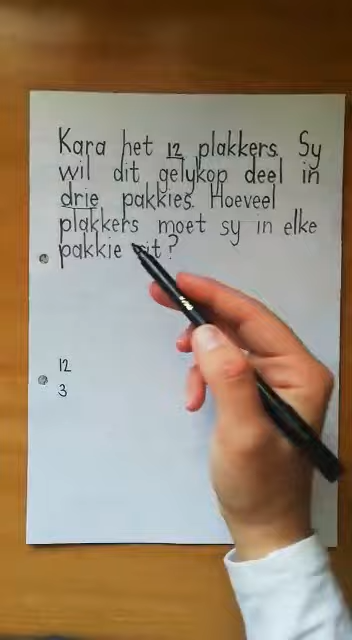 Kara het 12 plakkers. Sy
wil dit gelykop deel in
drie pakkies. Hoeveel
plakkers moet sy in elke
pakkie sit?
12
3